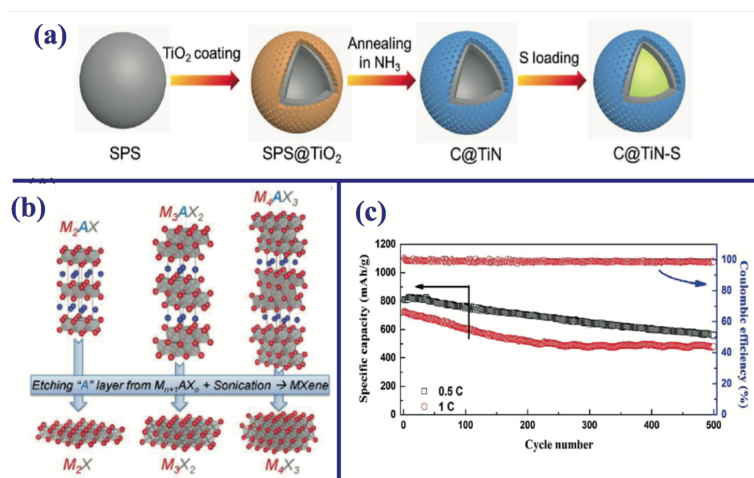 (a)
TiO₂ coating
Annealing
in NH₃
S loading
SPS
SPS@TiO₂
C@TiN
C@TiN-S
(b)
M₂AX
M₃AX₂
M₄AX₃
Etching "A" layer from Mₙ₊₁AXₙ + Sonication → MXene
M₂X
M₃X₂
M₄X₃
(c)
Specific capacity (mAh/g)
1200
1000
800
600
400
200
0
0.5 C
1 C
0
100
200
300
400
500
Cycle number
100
80
60
40
20
0
Coulombic efficiency (%)